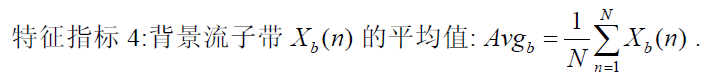 特征指标 4:背景流子带 $X_b(n)$ 的平均值: $Avg_b = \frac{1}{N}\sum_{n=1}^{N} X_b(n)$ .